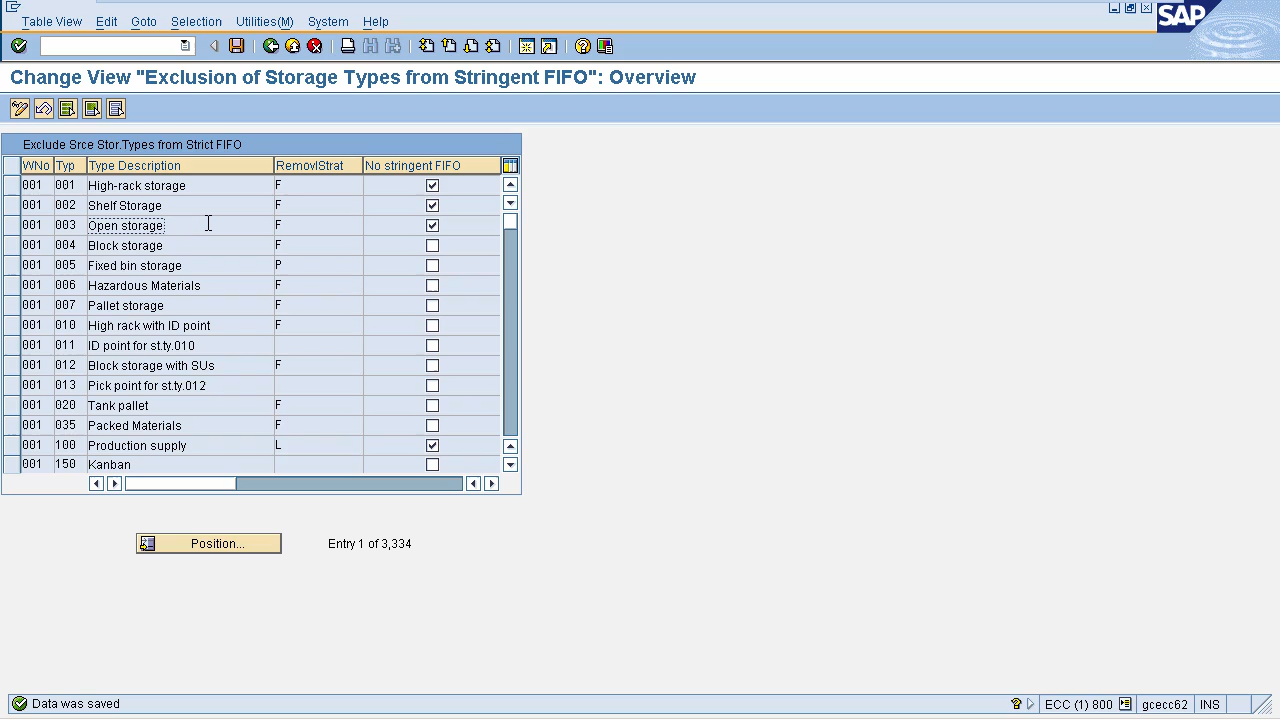 Table View Edit Goto Selection Utilities(M) System Help
SAP
Change View "Exclusion of Storage Types from Stringent FIFO": Overview
Exclude Srce Stor.Types from Strict FIFO
WNo Typ Type Description RemovlStrat No stringent FIFO
001 001 High-rack storage F
001 002 Shelf Storage F
001 003 Open storage F
001 004 Block storage F
001 005 Fixed bin storage P
001 006 Hazardous Materials F
001 007 Pallet storage F
001 010 High rack with ID point F
001 011 ID point for st.ty.010
001 012 Block storage with SUs F
001 013 Pick point for st.ty.012
001 020 Tank pallet F
001 035 Packed Materials F
001 100 Production supply L
001 150 Kanban
Position... Entry 1 of 3,334
Data was saved ECC (1) 800 gcecc62 INS